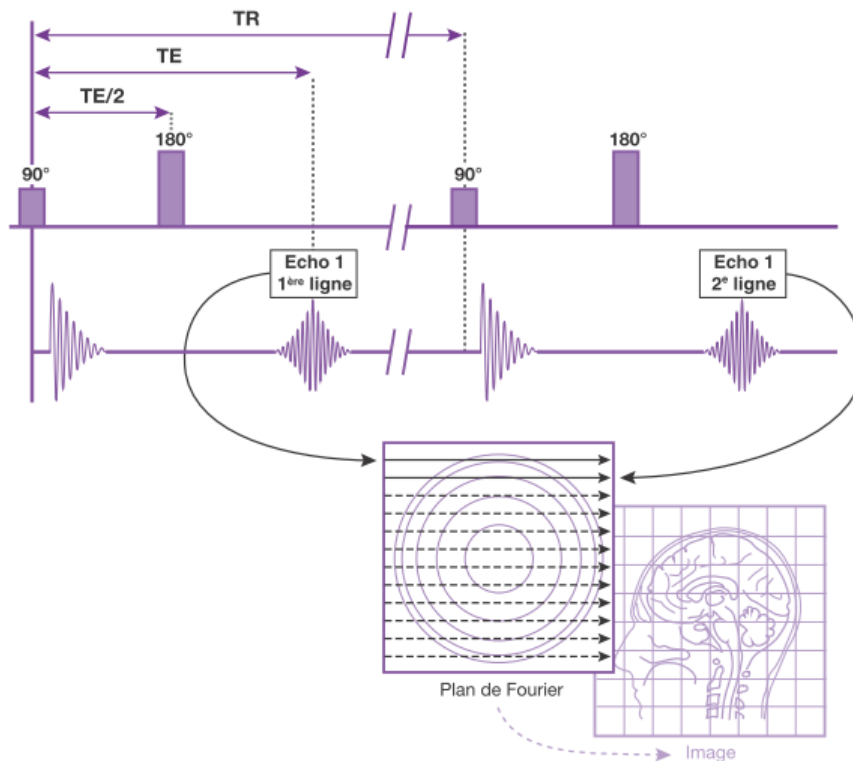 TR
TE
TE/2
180°
180°
90°
90°
Echo 1
1ère ligne
Echo 1
2e ligne
Plan de Fourier
Image